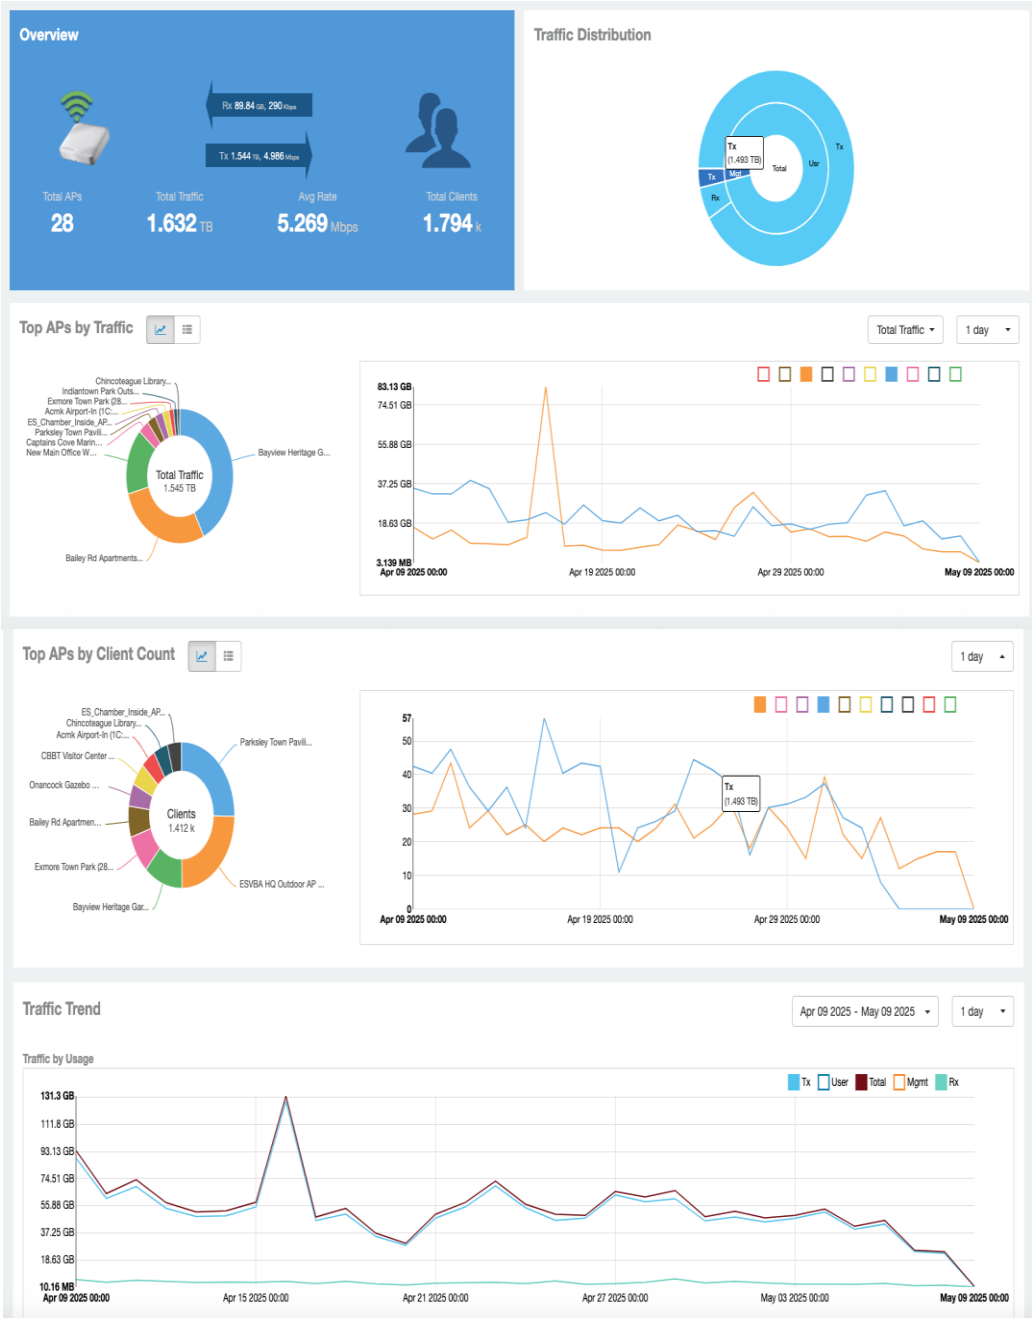 Overview
Rx 89.84 GB, 290 Kbps
Tx 1.544 TB, 4.986 Mbps
Total APs
Total Traffic
Avg Rate
Total Clients
28
1.632 TB
5.269 Mbps
1.794 k
Traffic Distribution
Tx
(1.493 TB)
Tx
Usr
Total
Mgt
Tx
Rx
Top APs by Traffic
Total Traffic
1 day
Chincoteague Library...
Indiantown Park Outs...
Exmore Town Park (28...
Acmk Airport-In (1C:...
ES_Chamber_Inside_AP...
Parksley Town Pavili...
Captains Cove Marin...
New Main Office W...
Bayview Heritage G...
Total Traffic
1.545 TB
Bailey Rd Apartments...
83.13 GB
74.51 GB
55.88 GB
37.25 GB
18.63 GB
3.139 MB
Apr 09 2025 00:00
Apr 19 2025 00:00
Apr 29 2025 00:00
May 09 2025 00:00
Top APs by Client Count
1 day
ES_Chamber_Inside_AP...
Chincoteague Library...
Acmk Airport-In (1C:...
Parksley Town Pavili...
CBBT Visitor Center ...
Onancock Gazebo ...
Clients
1.412 k
Bailey Rd Apartmen...
Exmore Town Park (28...
ESVBA HQ Outdoor AP ...
Bayview Heritage Gar...
57
50
40
30
20
10
0
Tx
(1.493 TB)
Apr 09 2025 00:00
Apr 19 2025 00:00
Apr 29 2025 00:00
May 09 2025 00:00
Traffic Trend
Apr 09 2025 - May 09 2025
1 day
Traffic by Usage
Tx
User
Total
Mgmt
Rx
131.3 GB
111.8 GB
93.13 GB
74.51 GB
55.88 GB
37.25 GB
18.63 GB
10.16 MB
Apr 09 2025 00:00
Apr 15 2025 00:00
Apr 21 2025 00:00
Apr 27 2025 00:00
May 03 2025 00:00
May 09 2025 00:00